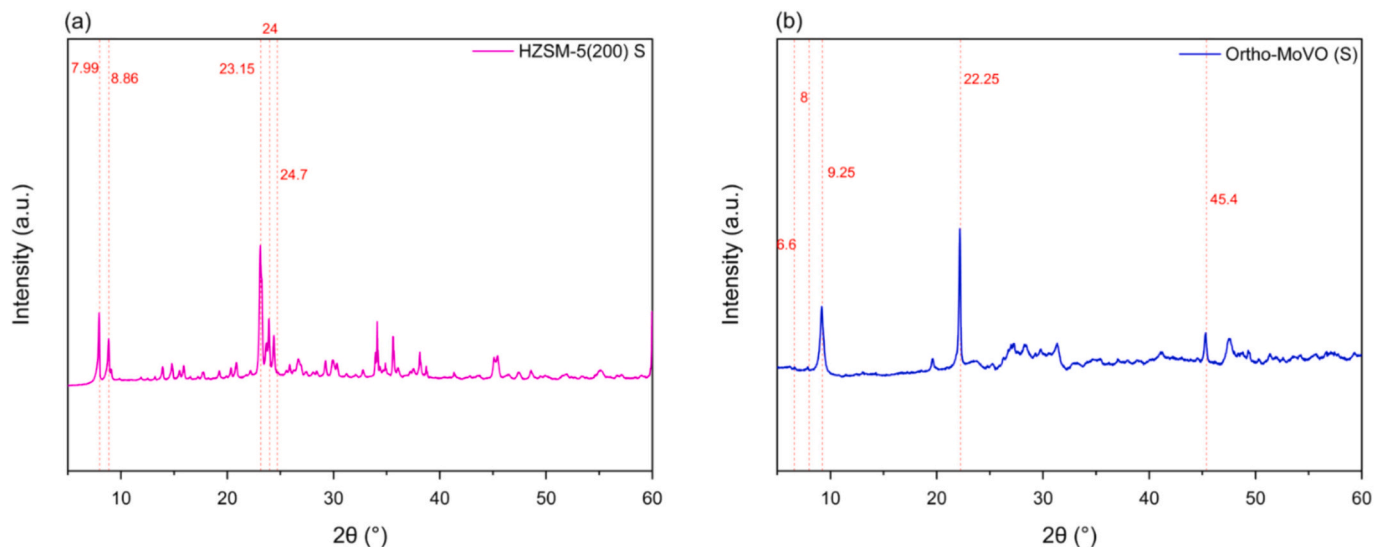 (a)
24
HZSM-5(200) S
7.99
8.86
23.15
24.7
Intensity (a.u.)
10
20
30
40
50
60
2θ (°)
(b)
Ortho-MoVO (S)
8
22.25
9.25
45.4
6.6
Intensity (a.u.)
10
20
30
40
50
60
2θ (°)